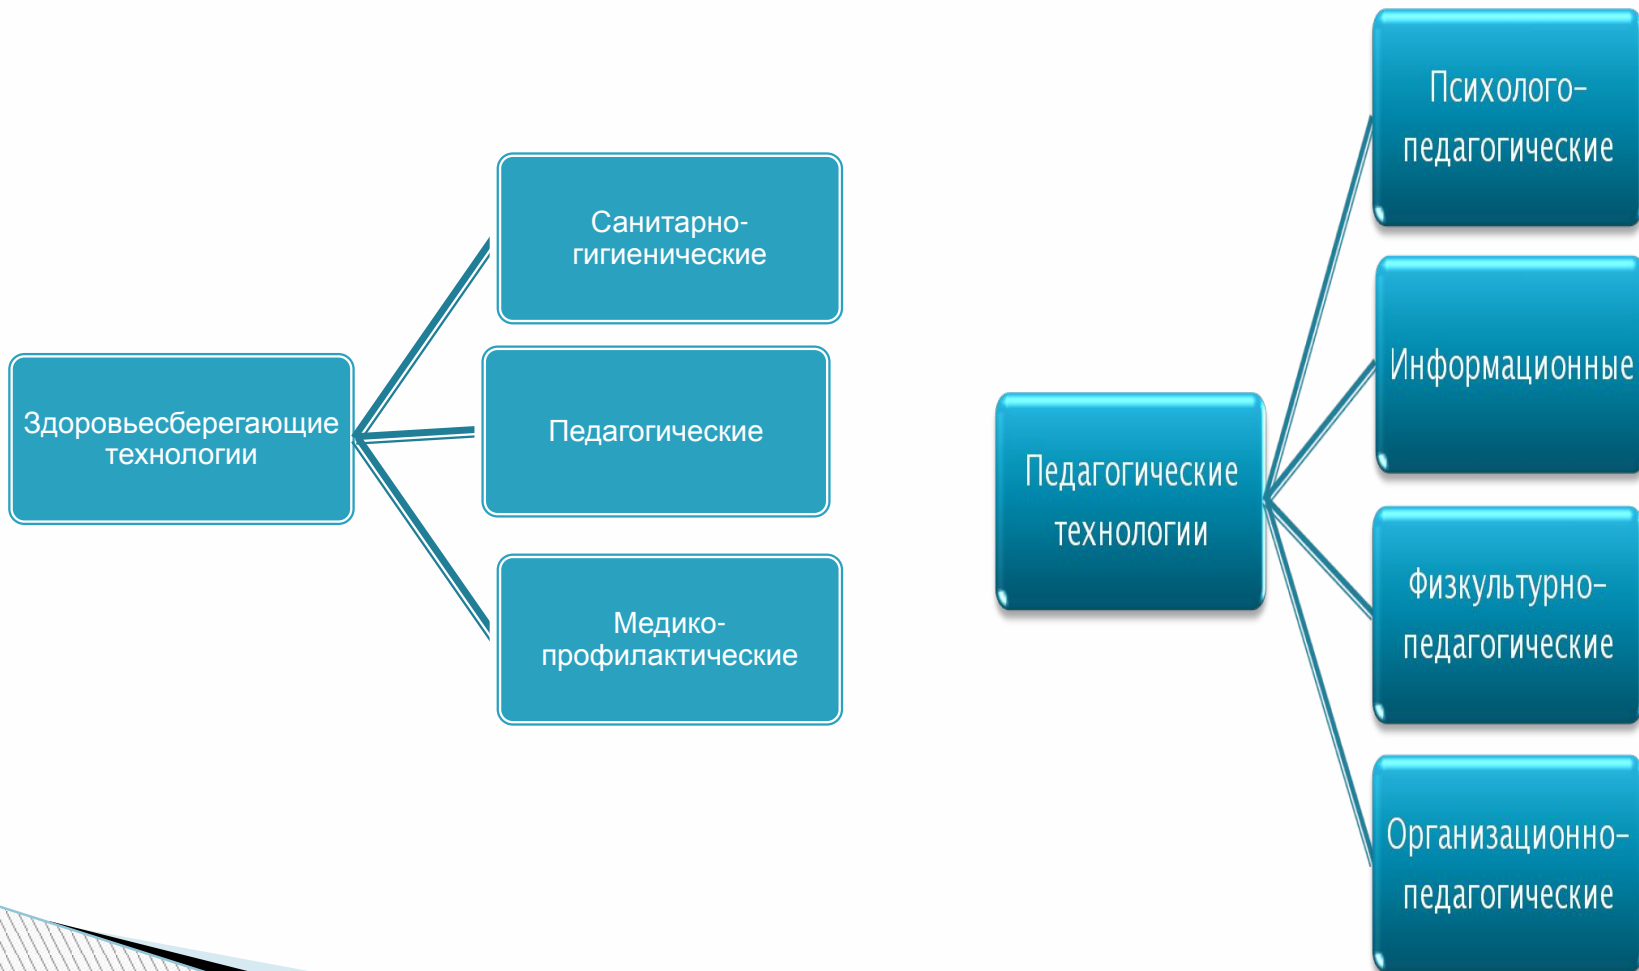 Здоровьесберегающие
технологии
Санитарно-
гигиенические
Педагогические
Медико-
профилактические
Педагогические
технологии
Психолого-
педагогические
Информационные
Физкультурно-
педагогические
Организационно-
педагогические